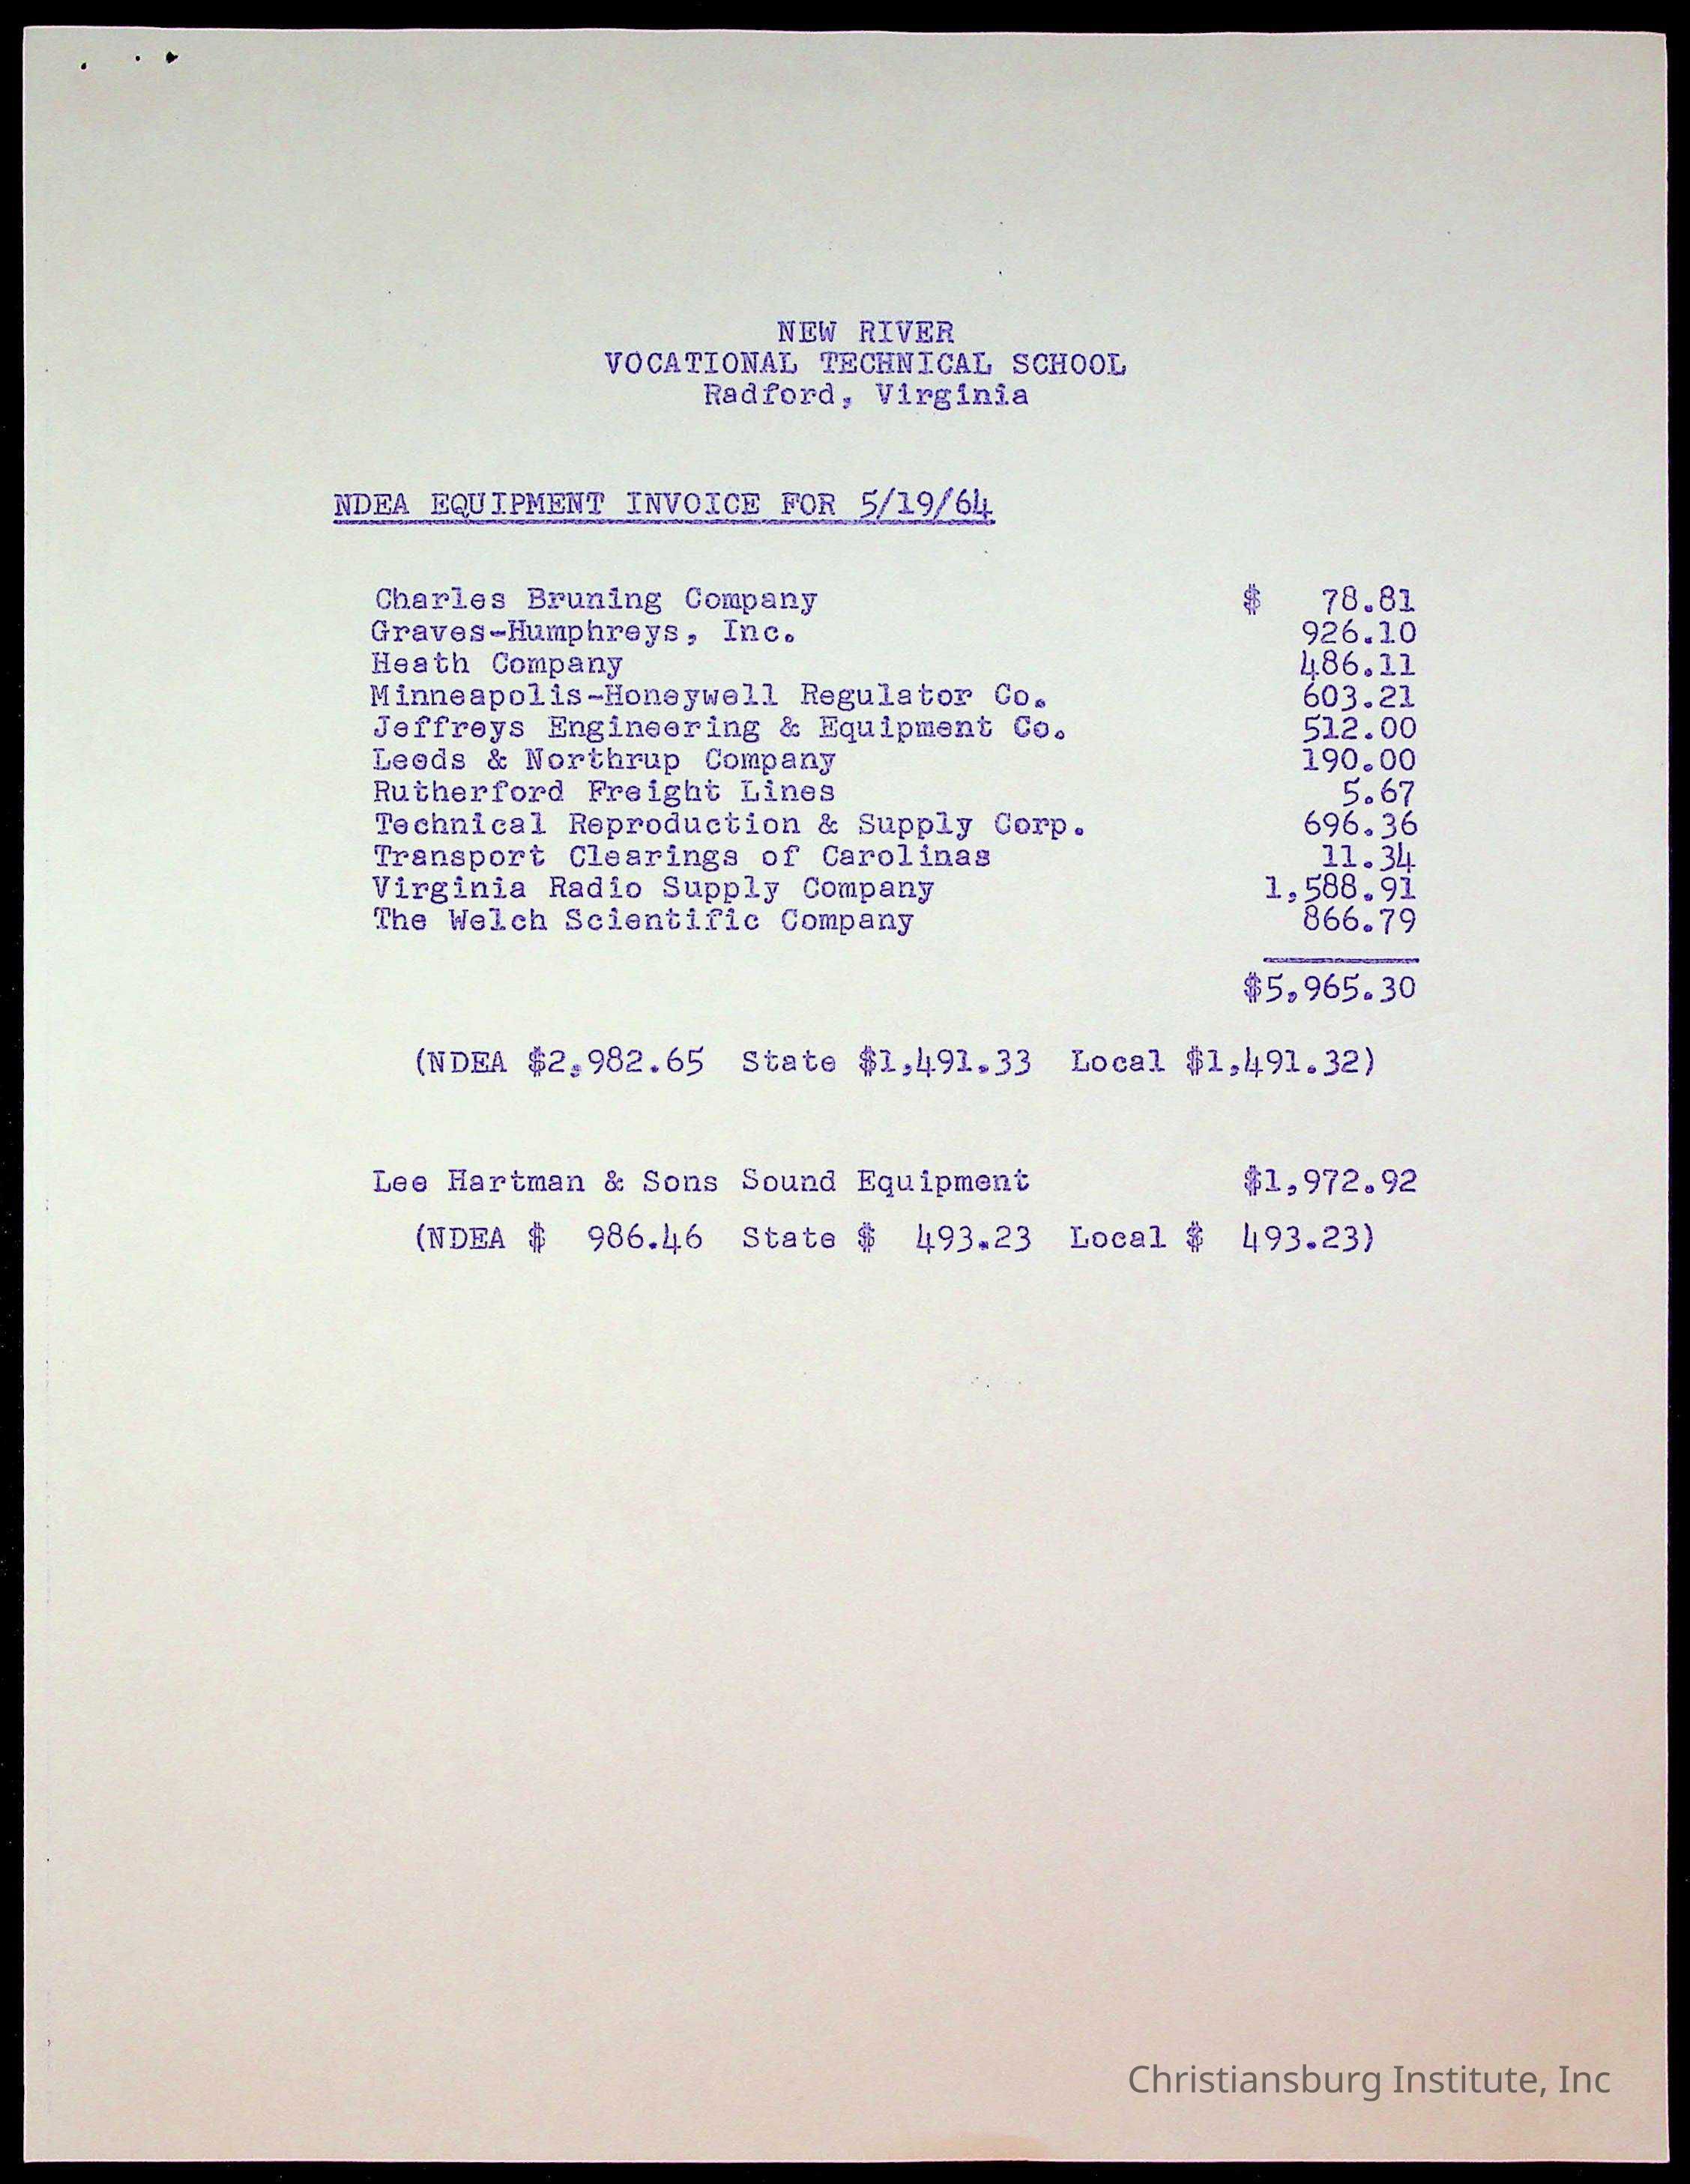 NEW RIVER
VOCATIONAL TECHNICAL SCHOOL
Radford, Virginia
NDEA EQUIPMENT INVOICE FOR 5/19/64
Charles Bruning Company $ 78.81
Graves-Humphreys, Inc. 926.10
Heath Company 486.11
Minneapolis-Honeywell Regulator Co. 603.21
Jeffreys Engineering & Equipment Co. 512.00
Leeds & Northrup Company 190.00
Rutherford Freight Lines 5.67
Technical Reproduction & Supply Corp. 696.36
Transport Clearings of Carolinas 11.34
Virginia Radio Supply Company 1,588.91
The Welch Scientific Company 866.79
$5,965.30
(NDEA $2,982.65 State $1,491.33 Local $1,491.32)
Lee Hartman & Sons Sound Equipment $1,972.92
(NDEA $ 986.46 State $ 493.23 Local $ 493.23)
Christiansburg Institute, Inc